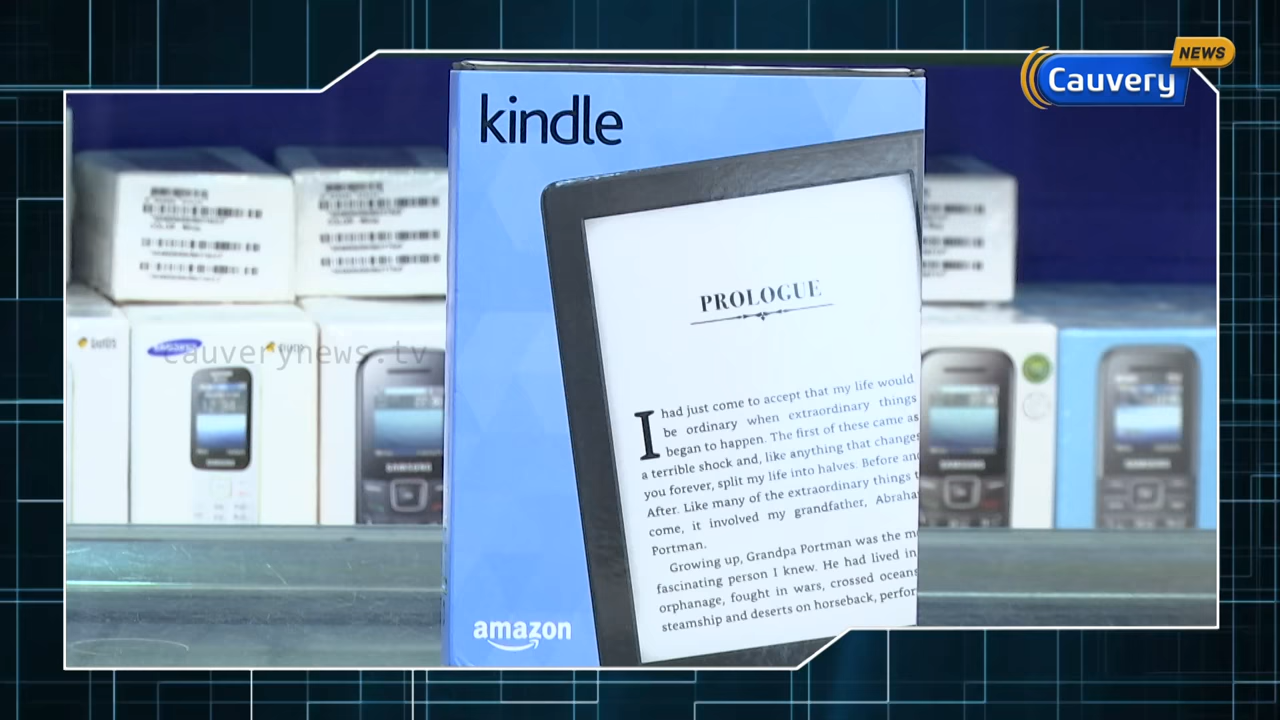 NEWS
Cauvery
kindle
PROLOGUE
I had just come to accept that my life would
be ordinary when extraordinary things
began to happen. The first of these came as
a terrible shock and, like anything that changes
you forever, split my life into halves. Before and
After. Like many of the extraordinary things t
come, it involved my grandfather, Abraha
Portman.
Growing up, Grandpa Portman was the m
fascinating person I knew. He had lived in
orphanage, fought in wars, crossed oceans
steamship and deserts on horseback, perfor
amazon
SAMSUNG
cauverynews.tv
SAMSUNG
SAMSUNG
SAMSUNG